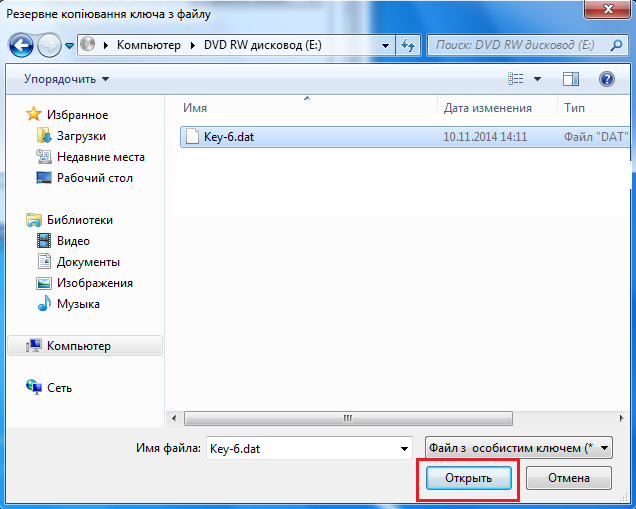 Резервне копіювання ключа з файлу
Компьютер ▸ DVD RW дисковод (E:)
Поиск: DVD RW дисковод (E:)
Упорядочить
Имя Дата изменения Тип
Избранное
Загрузки
Недавние места
Рабочий стол
Библиотеки
Видео
Документы
Изображения
Музыка
Компьютер
Сеть
Key-6.dat 10.11.2014 14:11 Файл "DAT"
Имя файла: Key-6.dat Файл з особистим ключем (*
Открыть Отмена